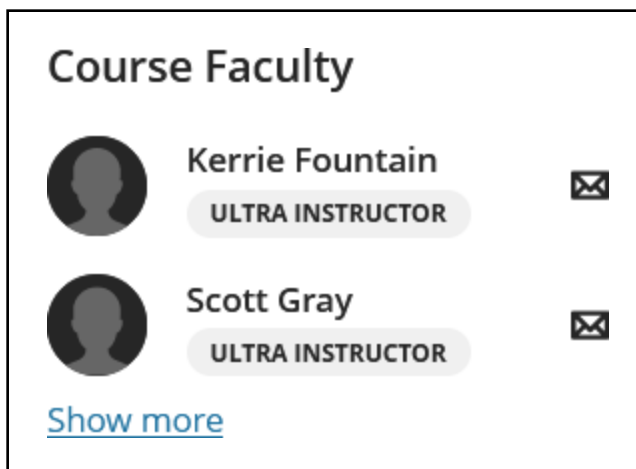 Course Faculty
Kerrie Fountain
ULTRA INSTRUCTOR
Scott Gray
ULTRA INSTRUCTOR
Show more